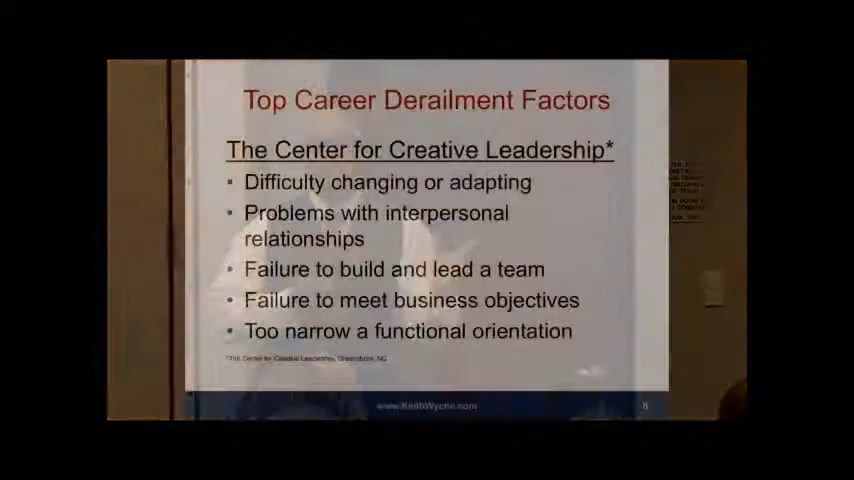 Top Career Derailment Factors
The Center for Creative Leadership*
• Difficulty changing or adapting
• Problems with interpersonal
relationships
• Failure to build and lead a team
• Failure to meet business objectives
• Too narrow a functional orientation
*The Center for Creative Leadership, Greensboro, NC
www.KeithWyche.com
8